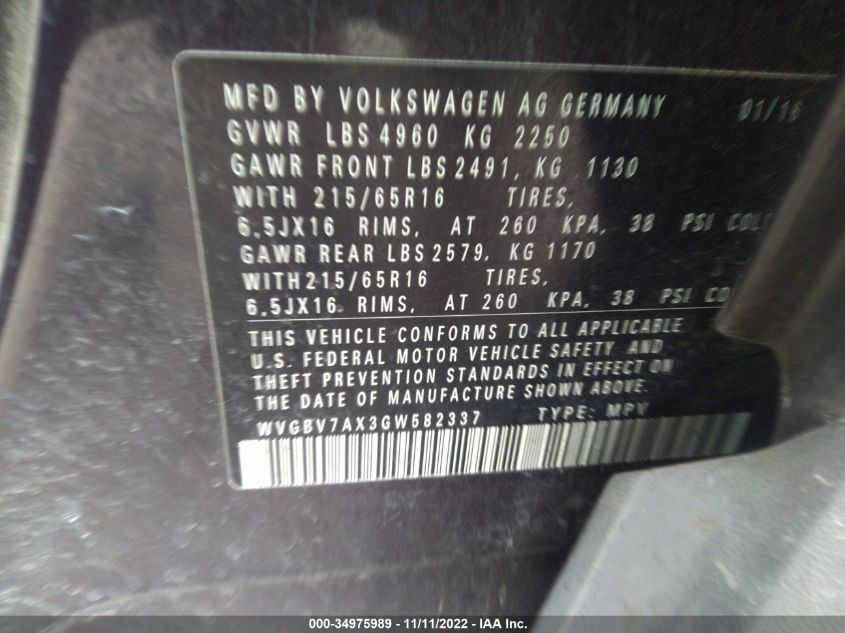 MFD BY VOLKSWAGEN AG GERMANY 01/16
GVWR LBS 4960 KG 2250
GAWR FRONT LBS 2491, KG 1130
WITH 215/65R16 TIRES,
6.5JX16 RIMS, AT 260 KPA, 38 PSI COLD
GAWR REAR LBS 2579, KG 1170
WITH 215/65R16 TIRES,
6.5JX16 RIMS, AT 260 KPA, 38 PSI CO
THIS VEHICLE CONFORMS TO ALL APPLICABLE
U.S. FEDERAL MOTOR VEHICLE SAFETY AND
THEFT PREVENTION STANDARDS IN EFFECT ON
THE DATE OF MANUFACTURE SHOWN ABOVE.
WVGBV7AX3GW582337 TYPE: MPV
000-34975989 - 11/11/2022 - IAA Inc.